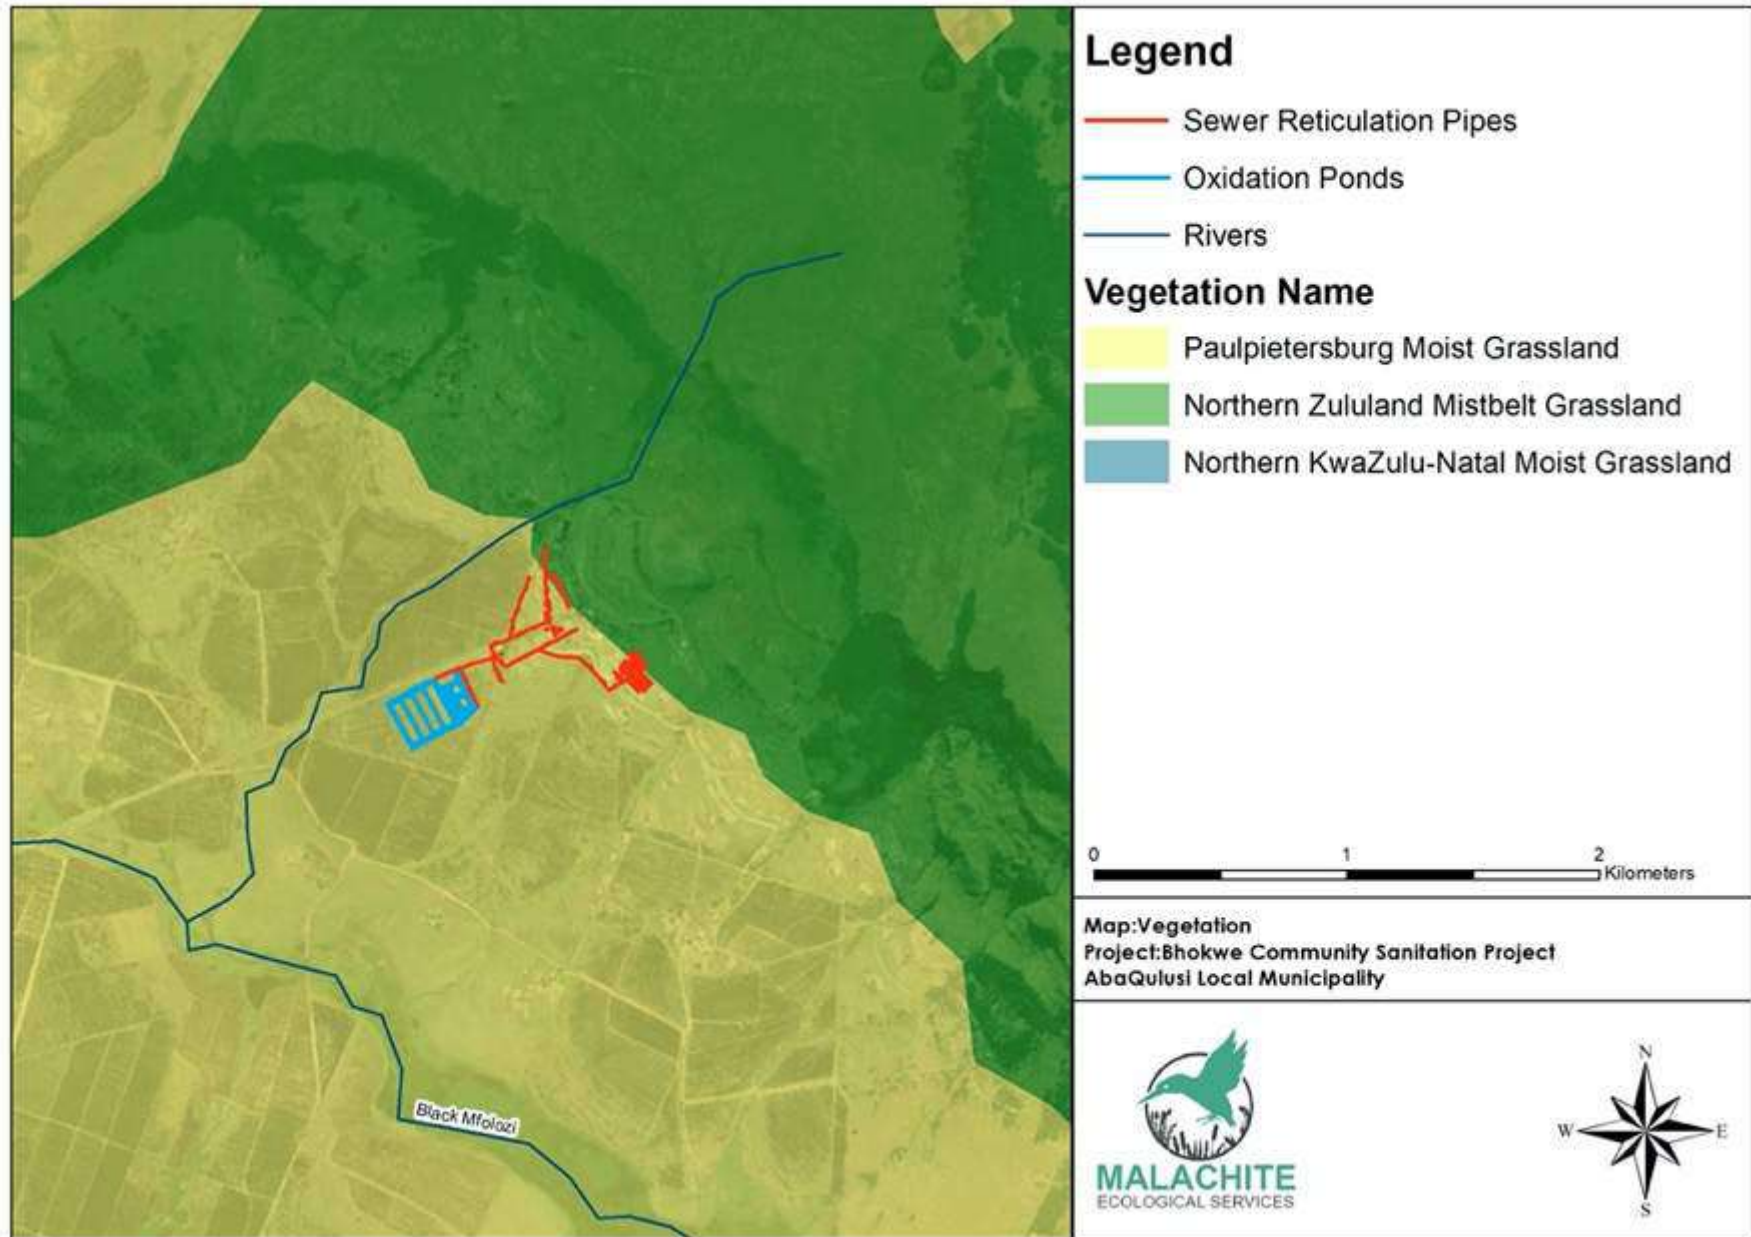 Legend
Sewer Reticulation Pipes
Oxidation Ponds
Rivers
Vegetation Name
Paulpietersburg Moist Grassland
Northern Zululand Mistbelt Grassland
Northern KwaZulu-Natal Moist Grassland
0 1 2
Kilometers
Map:Vegetation
Project:Bhokwe Community Sanitation Project
AbaQulusi Local Municipality
MALACHITE
ECOLOGICAL SERVICES
N
W E
S
Black Mfolozi